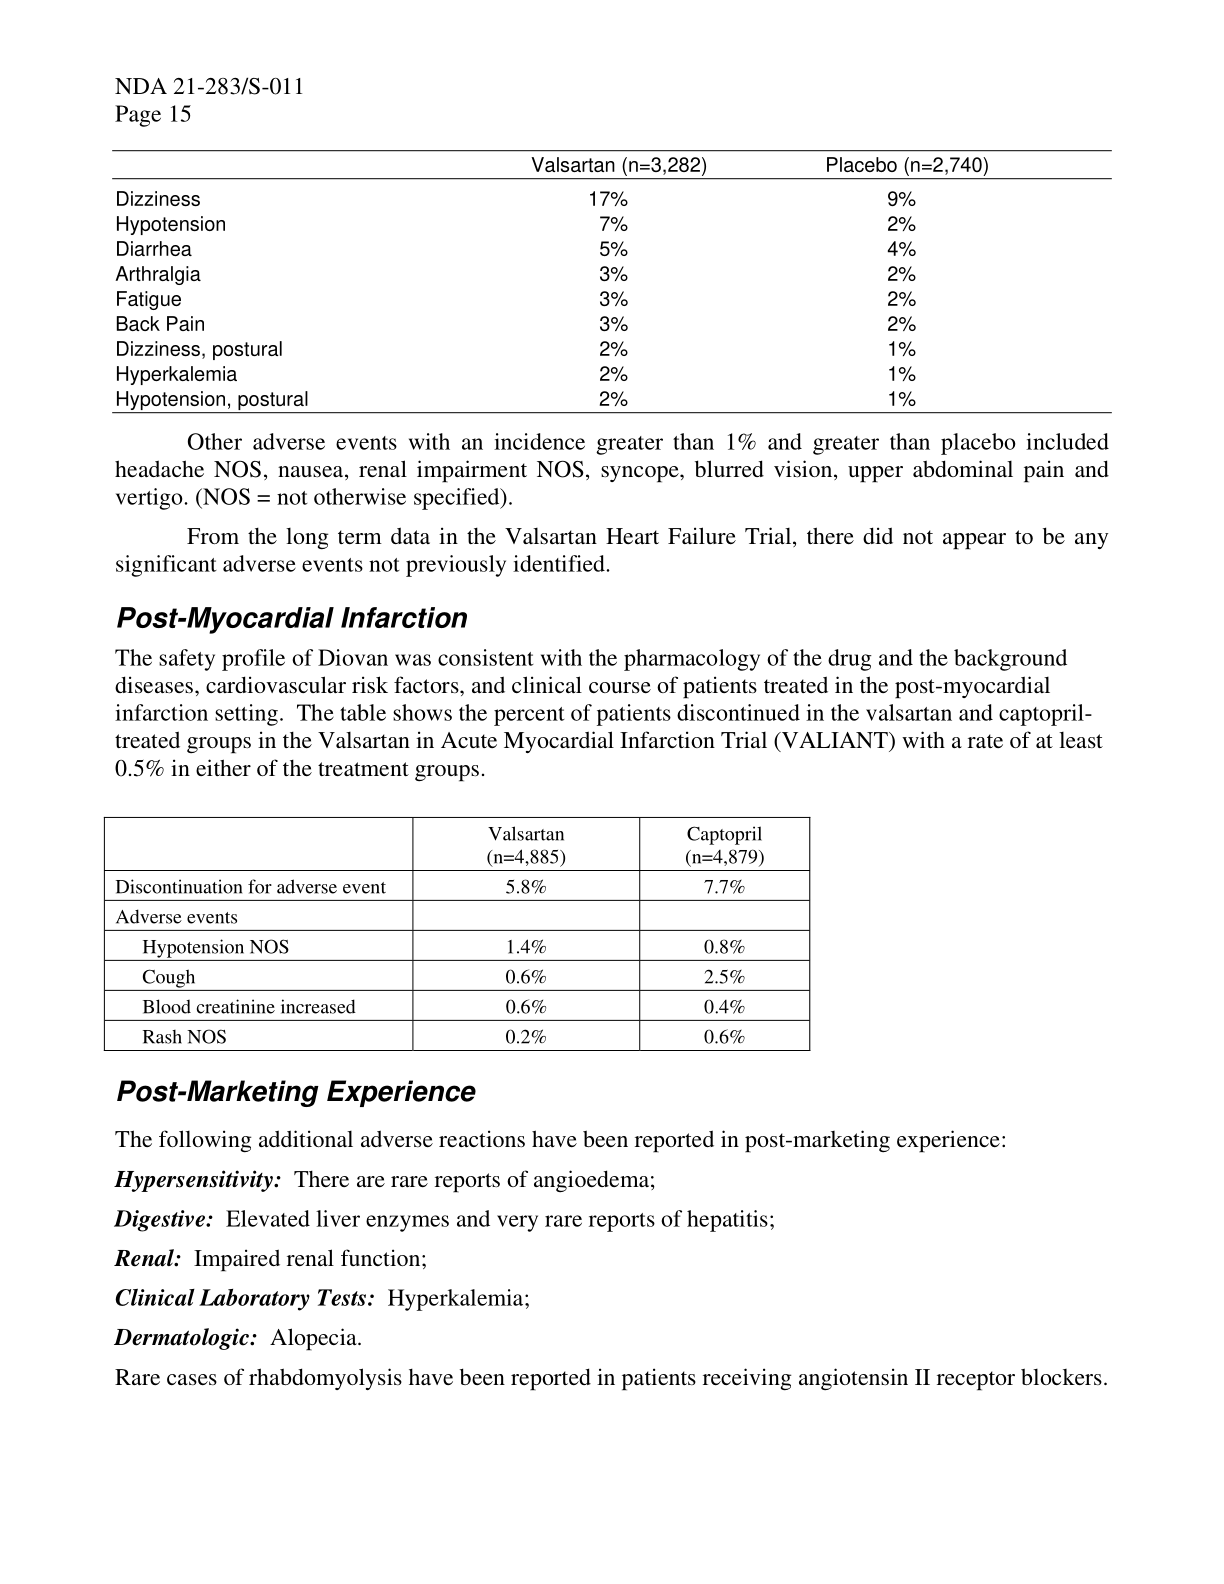 NDA 21-283/S-011
Page 15
Valsartan (n=3,282) Placebo (n=2,740)
Dizziness 17% 9%
Hypotension 7% 2%
Diarrhea 5% 4%
Arthralgia 3% 2%
Fatigue 3% 2%
Back Pain 3% 2%
Dizziness, postural 2% 1%
Hyperkalemia 2% 1%
Hypotension, postural 2% 1%
Other adverse events with an incidence greater than 1% and greater than placebo included
headache NOS, nausea, renal impairment NOS, syncope, blurred vision, upper abdominal pain and
vertigo. (NOS = not otherwise specified).
From the long term data in the Valsartan Heart Failure Trial, there did not appear to be any
significant adverse events not previously identified.
Post-Myocardial Infarction
The safety profile of Diovan was consistent with the pharmacology of the drug and the background
diseases, cardiovascular risk factors, and clinical course of patients treated in the post-myocardial
infarction setting. The table shows the percent of patients discontinued in the valsartan and captopril-
treated groups in the Valsartan in Acute Myocardial Infarction Trial (VALIANT) with a rate of at least
0.5% in either of the treatment groups.
Valsartan Captopril
(n=4,885) (n=4,879)
Discontinuation for adverse event 5.8% 7.7%
Adverse events
Hypotension NOS 1.4% 0.8%
Cough 0.6% 2.5%
Blood creatinine increased 0.6% 0.4%
Rash NOS 0.2% 0.6%
Post-Marketing Experience
The following additional adverse reactions have been reported in post-marketing experience:
Hypersensitivity: There are rare reports of angioedema;
Digestive: Elevated liver enzymes and very rare reports of hepatitis;
Renal: Impaired renal function;
Clinical Laboratory Tests: Hyperkalemia;
Dermatologic: Alopecia.
Rare cases of rhabdomyolysis have been reported in patients receiving angiotensin II receptor blockers.